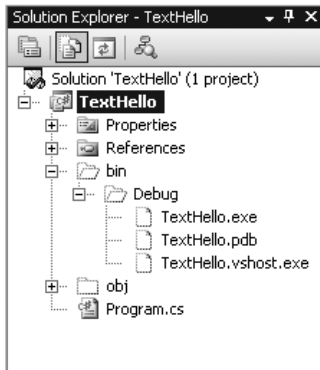 Solution Explorer - TextHello
Solution 'TextHello' (1 project)
TextHello
Properties
References
bin
Debug
TextHello.exe
TextHello.pdb
TextHello.vshost.exe
obj
Program.cs